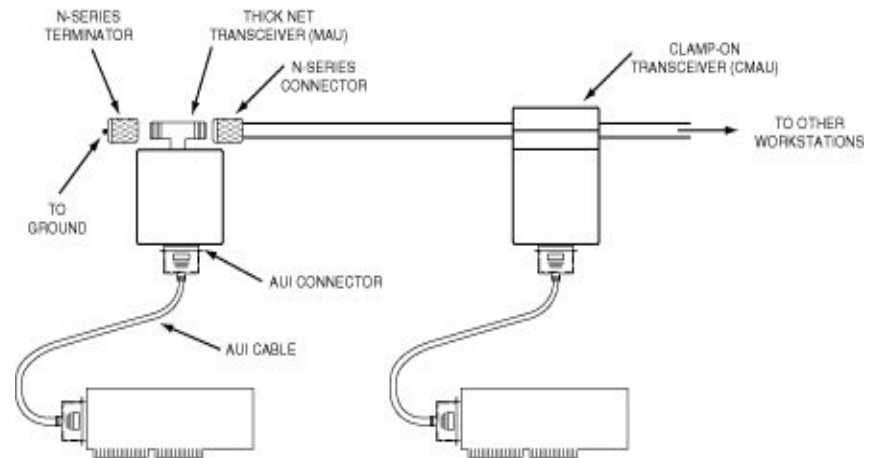 N-SERIES
TERMINATOR
THICK NET
TRANSCEIVER (MAU)
N-SERIES
CONNECTOR
CLAMP-ON
TRANSCEIVER (CMAU)
TO OTHER
WORKSTATIONS
TO
GROUND
AUI CONNECTOR
AUI CABLE